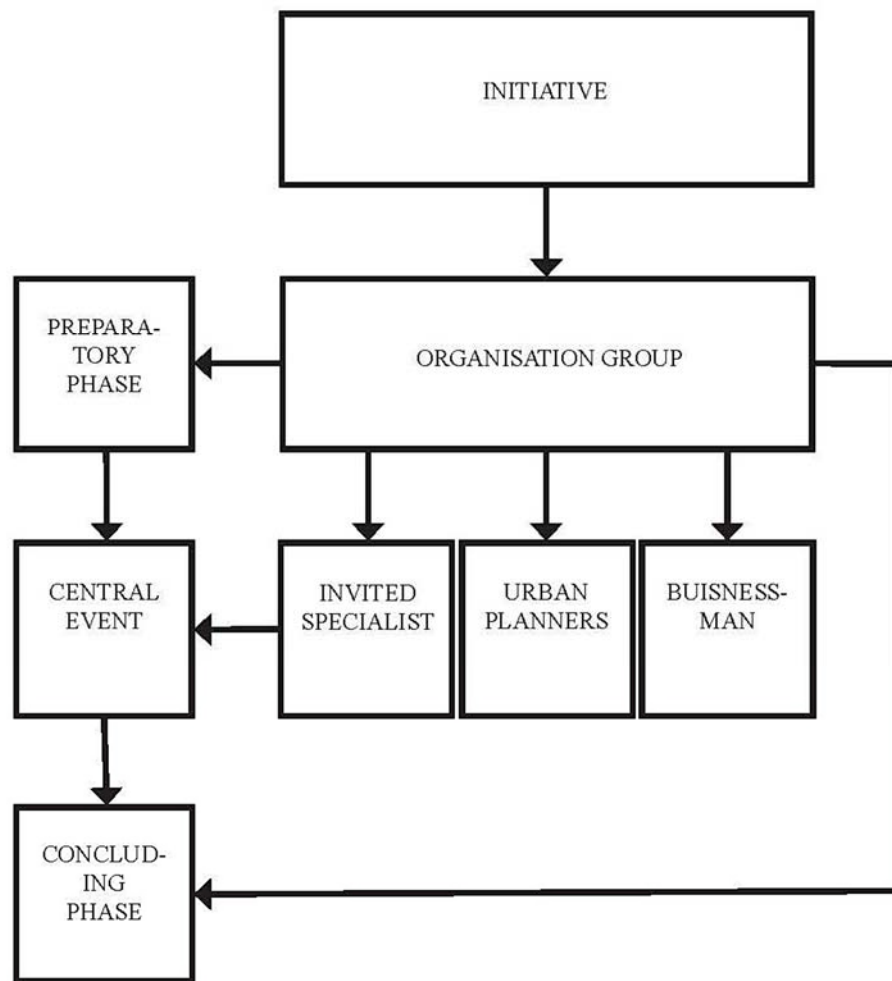 INITIATIVE
PREPARA-
TORY
PHASE
ORGANISATION GROUP
CENTRAL
EVENT
INVITED
SPECIALIST
URBAN
PLANNERS
BUISNESS-
MAN
CONCLUD-
ING
PHASE